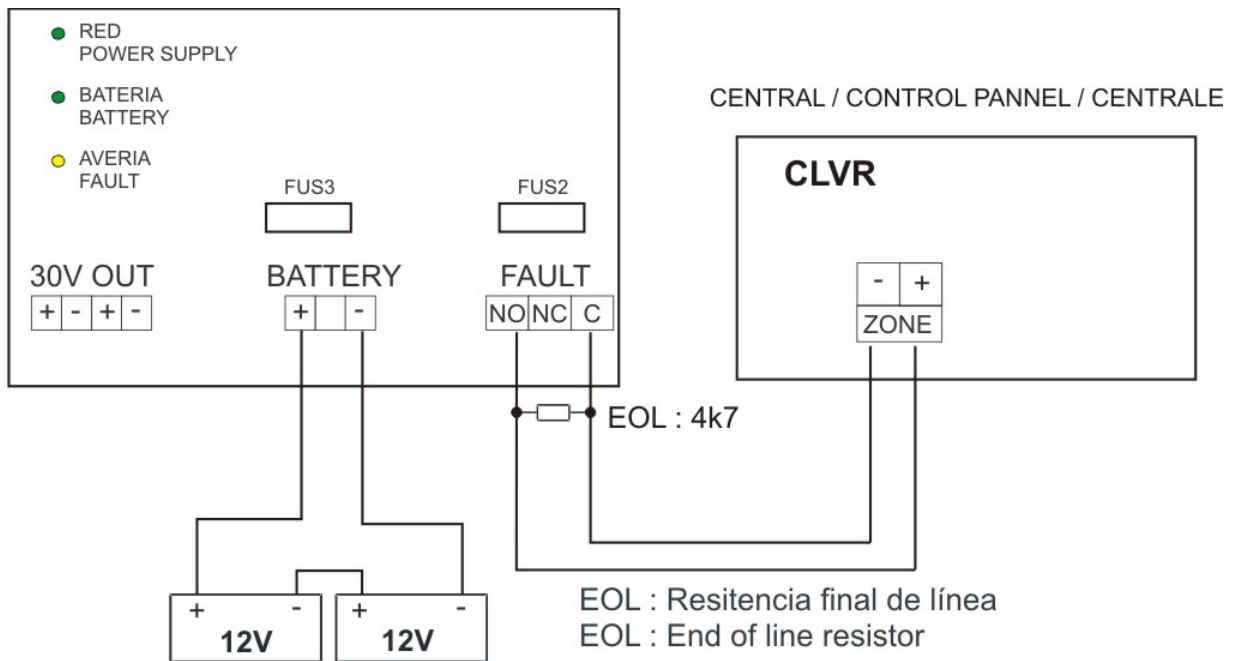 RED
POWER SUPPLY
BATERIA
BATTERY
AVERIA
FAULT
FUS3
FUS2
30V OUT
+ - + -
BATTERY
+ -
FAULT
NO NC C
CENTRAL / CONTROL PANNEL / CENTRALE
CLVR
- +
ZONE
EOL : 4k7
+ -
12V
+ -
12V
EOL : Resitencia final de línea
EOL : End of line resistor